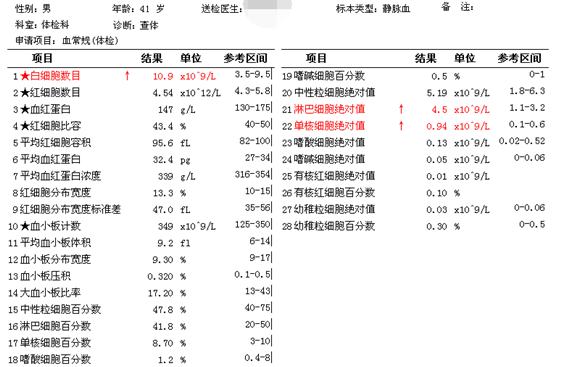 性别: 男 年龄: 41 岁 送检医生: 标本类型: 静脉血 备 注:
科室: 体检科 诊断: 查体
申请项目: 血常规(体检)
项目 结果 单位 参考区间
1 ★白细胞数目 ↑ 10.9 x10^9/L 3.5-9.5
2 ★红细胞数目 4.54 x10^12/L 4.3-5.8
3 ★血红蛋白 147 g/L 130-175
4 ★红细胞比容 43.4 % 40-50
5 平均红细胞容积 95.6 fL 82-100
6 平均血红蛋白 32.4 pg 27-34
7 平均血红蛋白浓度 339 g/L 316-354
8 红细胞分布宽度 13.3 % 10-15
9 红细胞分布宽度标准差 47.0 fL 35-56
10 ★血小板计数 349 x10^9/L 125-350
11 平均血小板体积 9.2 fl 6-14
12 血小板分布宽度 9.30 % 9-17
13 血小板压积 0.320 % 0.1-0.5
14 大血小板比率 17.20 % 13-43
15 中性粒细胞百分数 47.8 % 40-75
16 淋巴细胞百分数 41.8 % 20-50
17 单核细胞百分数 8.70 % 3-10
18 嗜酸细胞百分数 1.2 % 0.4-8
项目 结果 单位 参考区间
19 嗜碱细胞百分数 0.5 % 0-1
20 中性粒细胞绝对值 5.19 x10^9/L 1.8-6.3
21 淋巴细胞绝对值 ↑ 4.5 x10^9/L 1.1-3.2
22 单核细胞绝对值 ↑ 0.94 x10^9/L 0.1-0.6
23 嗜酸细胞绝对值 0.13 x10^9/L 0.02-0.52
24 嗜碱细胞绝对值 0.05 x10^9/L 0-0.06
25 有核红细胞绝对值 0.01 x10^9/L
26 有核红细胞百分数 0.10 %
27 幼稚粒细胞绝对值 0.03 x10^9/L 0-0.06
28 幼稚粒细胞百分数 0.30 % 0-0.5